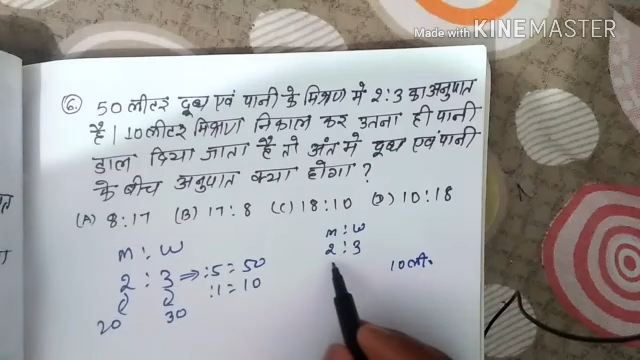 Made with KINEMASTER
6. 50 लीटर दूध एवं पानी के मिश्रण में 2:3 का अनुपात
है। 10 लीटर मिश्रण निकाल कर उतना ही पानी
डाल दिया जाता है तो अंत मे दूध एवं पानी
के बीच अनुपात क्या होगा?
(A) 8:17 (B) 17:8 (C) 18:10 (D) 10:18
M : W
2 : 3 ⇒ :5 = 50
:1 = 10
20 30
M : W
2 : 3
10 ली.